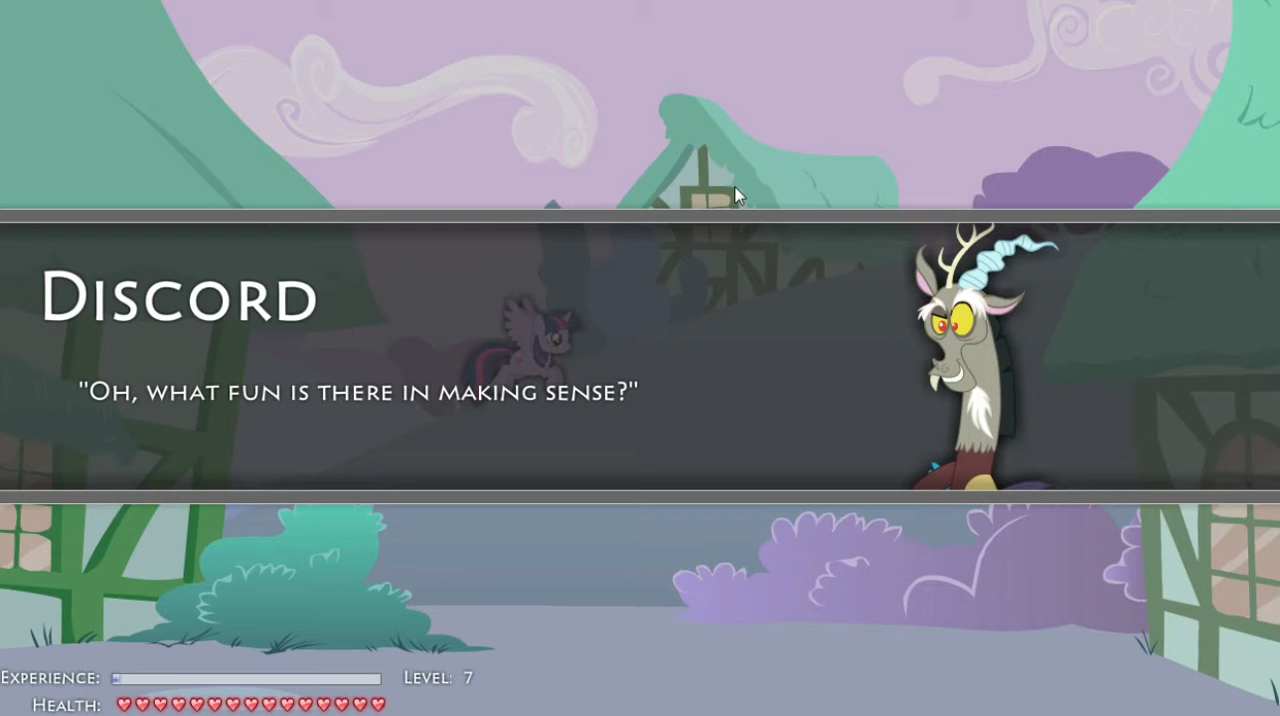 Discord
"Oh, what fun is there in making sense?"
Experience: Level: 7
Health: